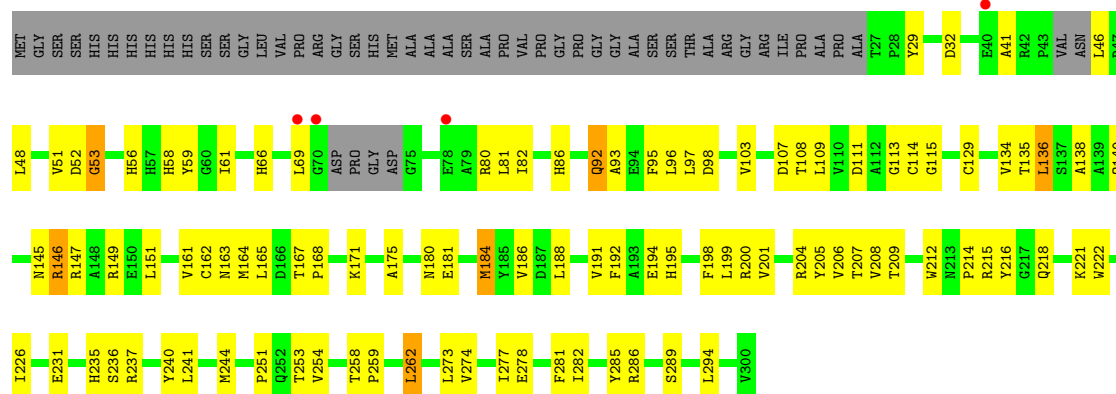 MET GLY SER SER HIS HIS HIS HIS HIS HIS SER SER GLY LEU VAL PRO ARG GLY SER HIS MET ALA ALA ALA SER ALA PRO VAL PRO GLY PRO GLY GLY ALA SER SER THR ALA ARG GLY ARG ILE PRO ALA PRO ALA T27 P28 Y29 D32 E40 A41 R42 P43 VAL ASN L46
L48 V51 D52 G53 H56 H57 H58 Y59 G60 I61 H66 L69 G70 ASP PRO GLY ASP G75 E78 A79 R80 L81 I82 H86 Q92 A93 E94 F95 L96 L97 D98 V103 D107 T108 L109 V110 D111 A112 G113 C114 G115 C129 V134 T135 L136 S137 A138 A139
N145 R146 R147 A148 R149 E150 L151 V161 C162 N163 M164 L165 D166 T167 P168 K171 A175 N180 E181 M184 Y185 V186 D187 L188 V191 F192 A193 E194 H195 F198 L199 R200 V201 R204 Y205 V206 T207 V208 T209 W212 N213 P214 R215 Y216 G217 Q218 K221 W222
I226 E231 H235 S236 R237 Y240 L241 M244 P251 Q252 T253 V254 T258 P259 L262 L273 V274 I277 E278 F281 I282 Y285 R286 S289 L294 V300